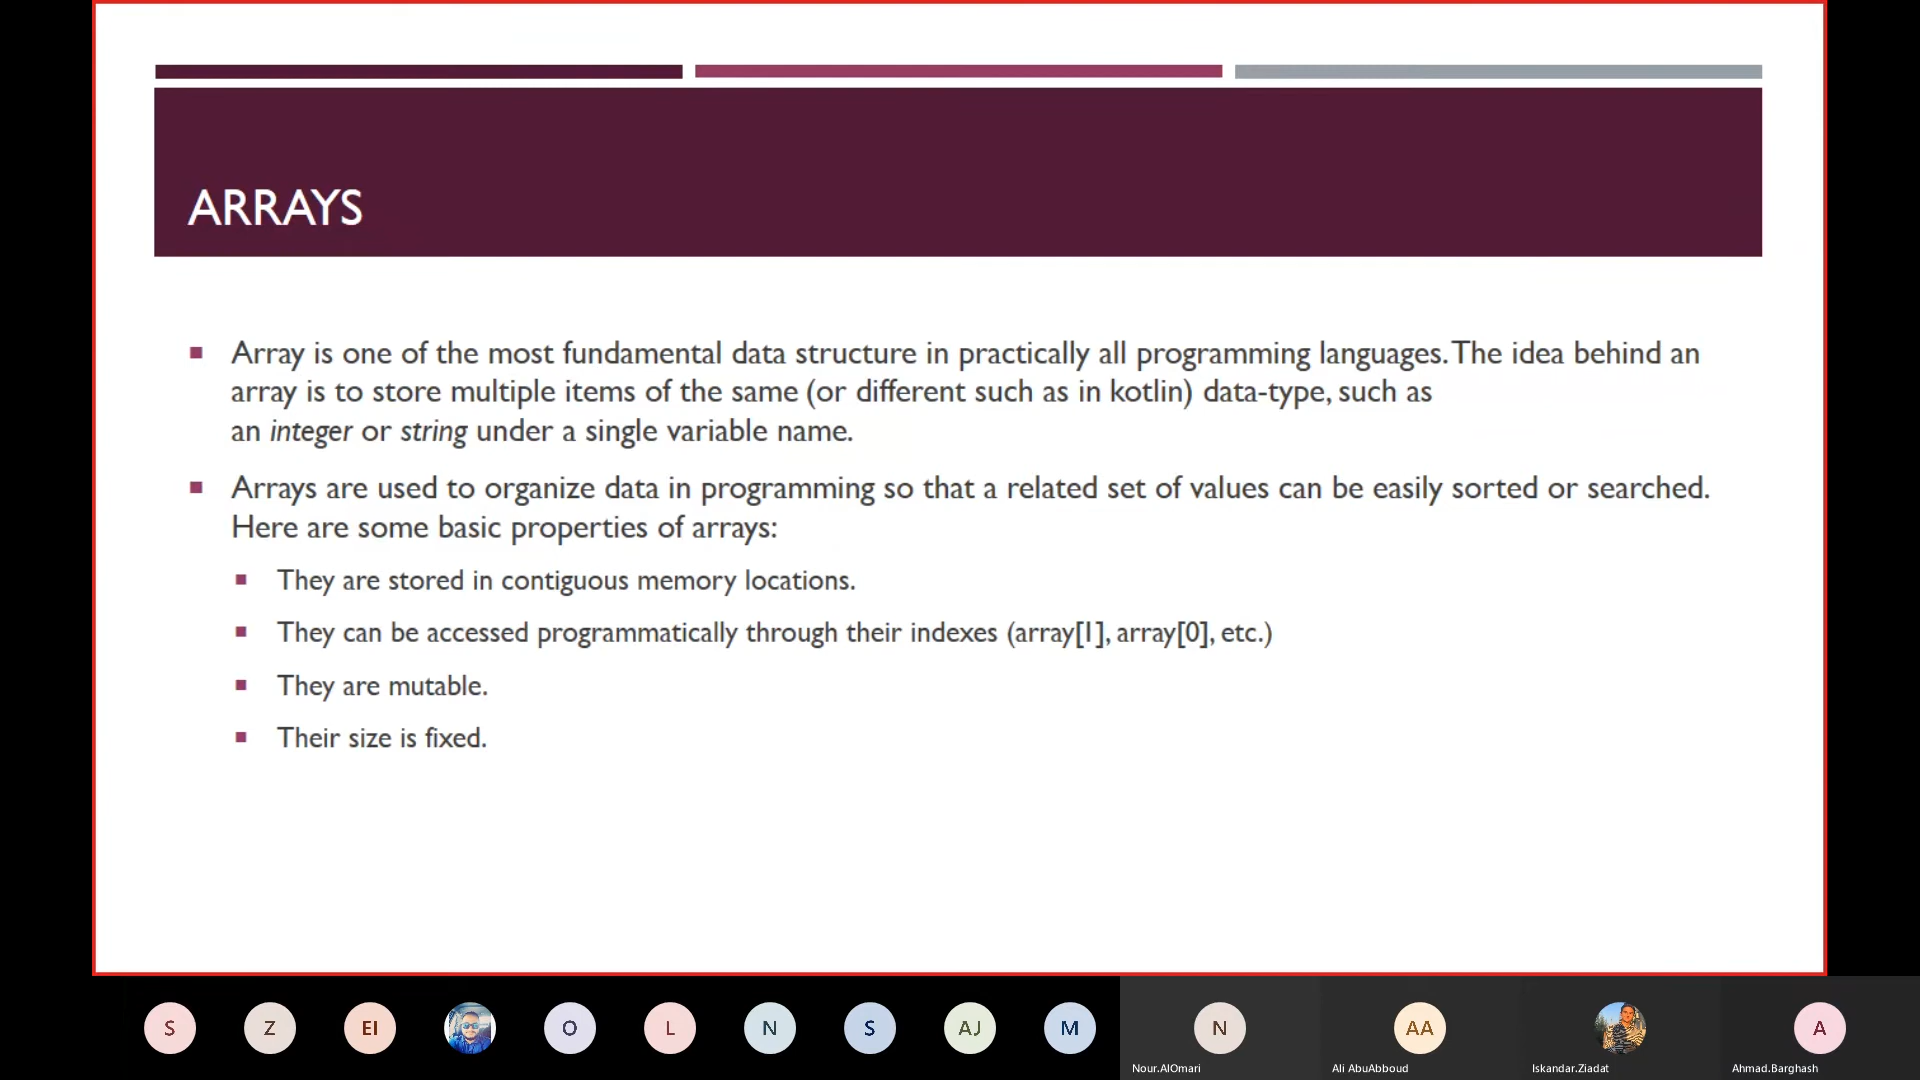 ARRAYS
Array is one of the most fundamental data structure in practically all programming languages. The idea behind an
array is to store multiple items of the same (or different such as in kotlin) data-type, such as
an integer or string under a single variable name.
Arrays are used to organize data in programming so that a related set of values can be easily sorted or searched.
Here are some basic properties of arrays:
They are stored in contiguous memory locations.
They can be accessed programmatically through their indexes (array[1], array[0], etc.)
They are mutable.
Their size is fixed.
S Z EI O L N S AJ M N AA A
Nour.AlOmari Ali AbuAbboud Iskandar.Ziadat Ahmad.Barghash